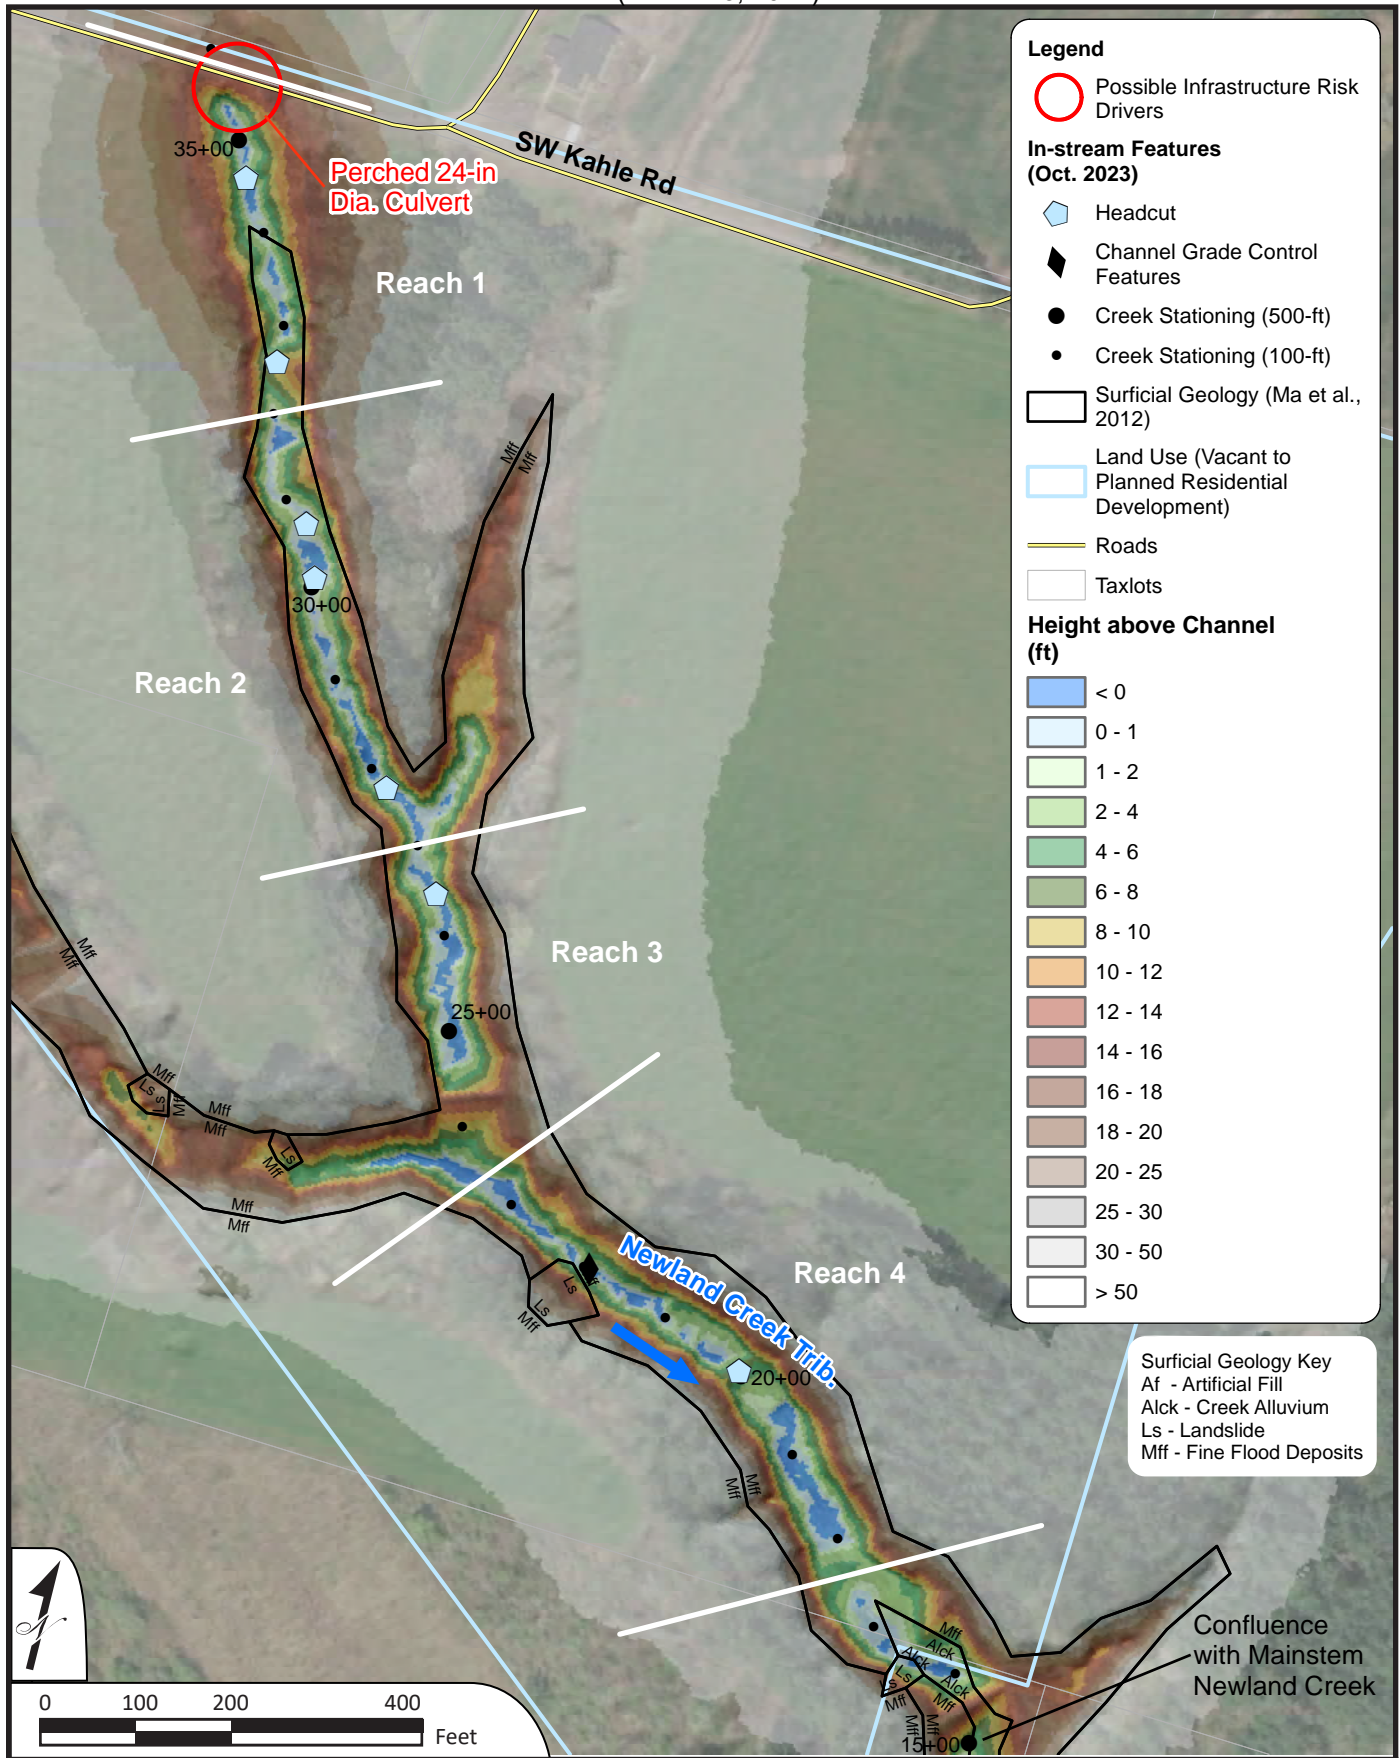 Legend
Possible Infrastructure Risk
Drivers
In-stream Features
(Oct. 2023)
Headcut
Channel Grade Control
Features
Creek Stationing (500-ft)
Creek Stationing (100-ft)
Surficial Geology (Ma et al.,
2012)
Land Use (Vacant to
Planned Residential
Development)
Roads
Taxlots
Height above Channel
(ft)
< 0
0 - 1
1 - 2
2 - 4
4 - 6
6 - 8
8 - 10
10 - 12
12 - 14
14 - 16
16 - 18
18 - 20
20 - 25
25 - 30
30 - 50
> 50
Surficial Geology Key
Af - Artificial Fill
Alck - Creek Alluvium
Ls - Landslide
Mff - Fine Flood Deposits
SW Kahle Rd
35+00
Perched 24-in
Dia. Culvert
Reach 1
Mff
Mff
30+00
Reach 2
Reach 3
Mff
Mff
25+00
Mff
Ls
Ls
Mff
Mff
Mff
Ls
Mff
Mff
Mff
Newland Creek Trib.
Reach 4
Ls
Ls
Mff
20+00
Mff
Mff
Confluence
with Mainstem
Newland Creek
Mff
Alck
Alck
Alck
Ls
Ls
Mff
Mff
Mff
Mff
15+00
N
0 100 200 400
Feet